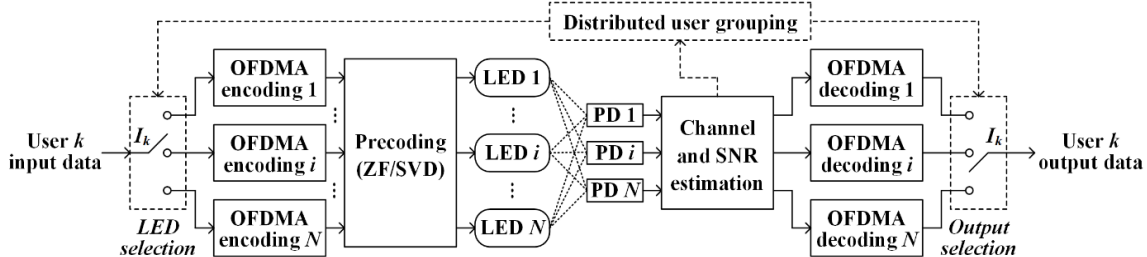 Distributed user grouping
User k
input data
I_k
LED
selection
OFDMA
encoding 1
⋮
OFDMA
encoding i
⋮
OFDMA
encoding N
Precoding
(ZF/SVD)
LED 1
⋮
LED i
⋮
LED N
PD 1
PD i
PD N
Channel
and SNR
estimation
OFDMA
decoding 1
OFDMA
decoding i
OFDMA
decoding N
I_k
Output
selection
User k
output data